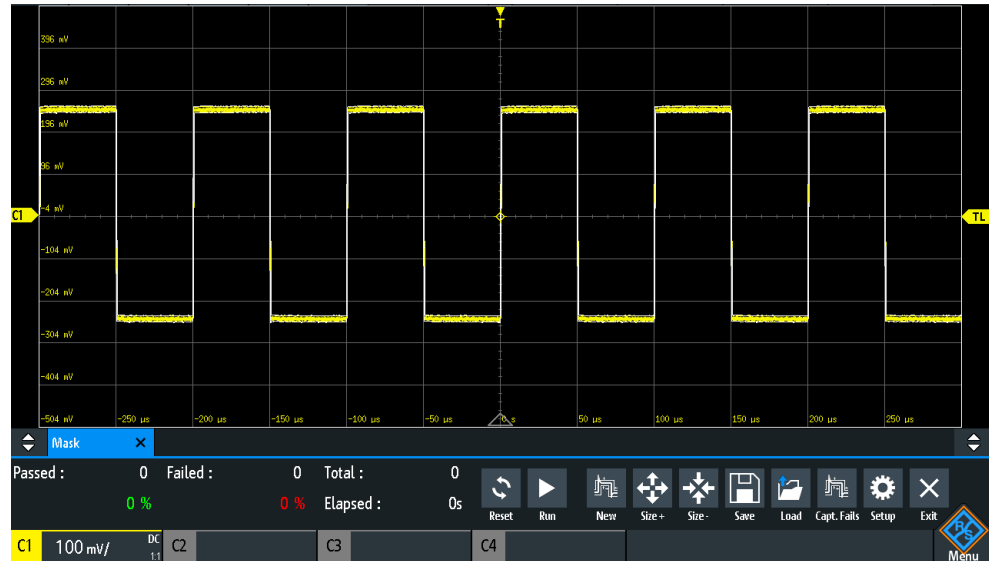 T
396 mV
296 mV
196 mV
96 mV
C1 -4 mV TL
-104 mV
-204 mV
-304 mV
-404 mV
-504 mV -250 µs -200 µs -150 µs -100 µs -50 µs 0 s 50 µs 100 µs 150 µs 200 µs 250 µs
Mask
Passed : 0 Failed : 0 Total : 0
0 % 0 % Elapsed : 0s
Reset Run New Size+ Size- Save Load Capt. Fails Setup Exit
C1 100 mV/ DC 1:1 C2 C3 C4 R&S Menu